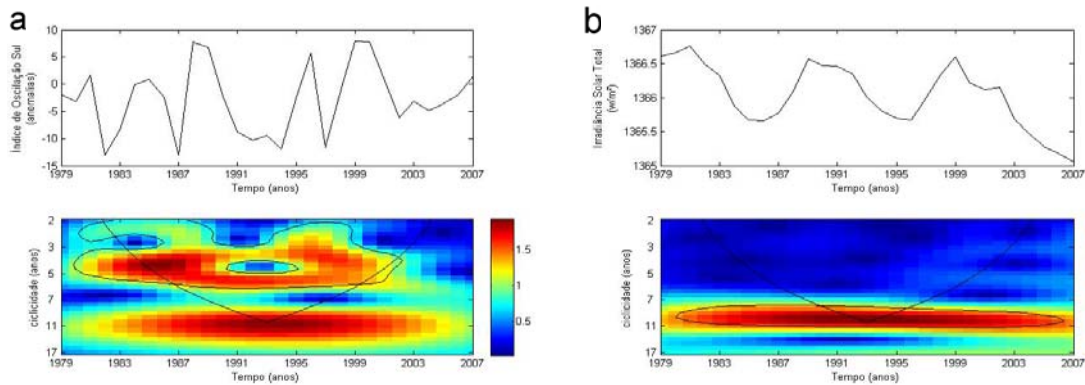 a
Índice de Oscilação Sul
(anomalias)
10
5
0
-5
-10
-15
1979 1983 1987 1991 1995 1999 2003 2007
Tempo (anos)
ciclicidade (anos)
2
3
5
7
11
17
1979 1983 1987 1991 1995 1999 2003 2007
Tempo (anos)
1.5
1
0.5
b
Irradiância Solar Total
(w/m²)
1367
1366.5
1366
1365.5
1365
1979 1983 1987 1991 1995 1999 2003 2007
Tempo (anos)
ciclicidade (anos)
2
3
5
7
11
17
1979 1983 1987 1991 1995 1999 2003 2007
Tempo (anos)